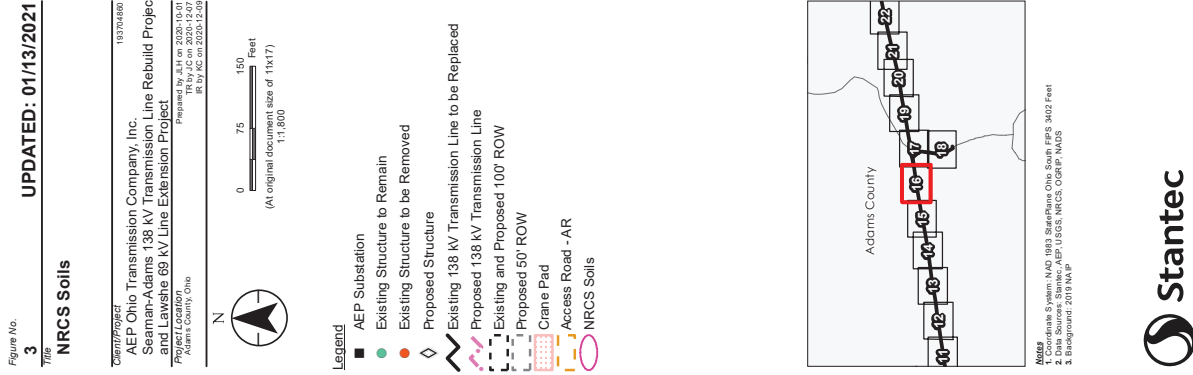 Figure No.
3 UPDATED: 01/13/2021
Title
NRCS Soils
Client/Project 193704860
AEP Ohio Transmission Company, Inc.
Seaman-Adams 138 kV Transmission Line Rebuild Projec
and Lawshe 69 kV Line Extension Project
Project Location
Adams County, Ohio
Prepared by JLH on 2020-10-01
TR by JC on 2020-12-07
IR by KC on 2020-12-09
N
0 75 150
Feet
(At original document size of 11x17)
1:1,800
Legend
AEP Substation
Existing Structure to Remain
Existing Structure to be Removed
Proposed Structure
Existing 138 kV Transmission Line to be Replaced
Proposed 138 kV Transmission Line
Existing and Proposed 100' ROW
Proposed 50' ROW
Crane Pad
Access Road - AR
NRCS Soils
Adams County
11 12 13 14 15 16 17 18 19 20 21 22
Notes
1. Coordinate System: NAD 1983 StatePlane Ohio South FIPS 3402 Feet
2. Data Sources: Stantec, AEP, USGS, NRCS, OGRIP, NADS
3. Background: 2019 NAIP
Stantec